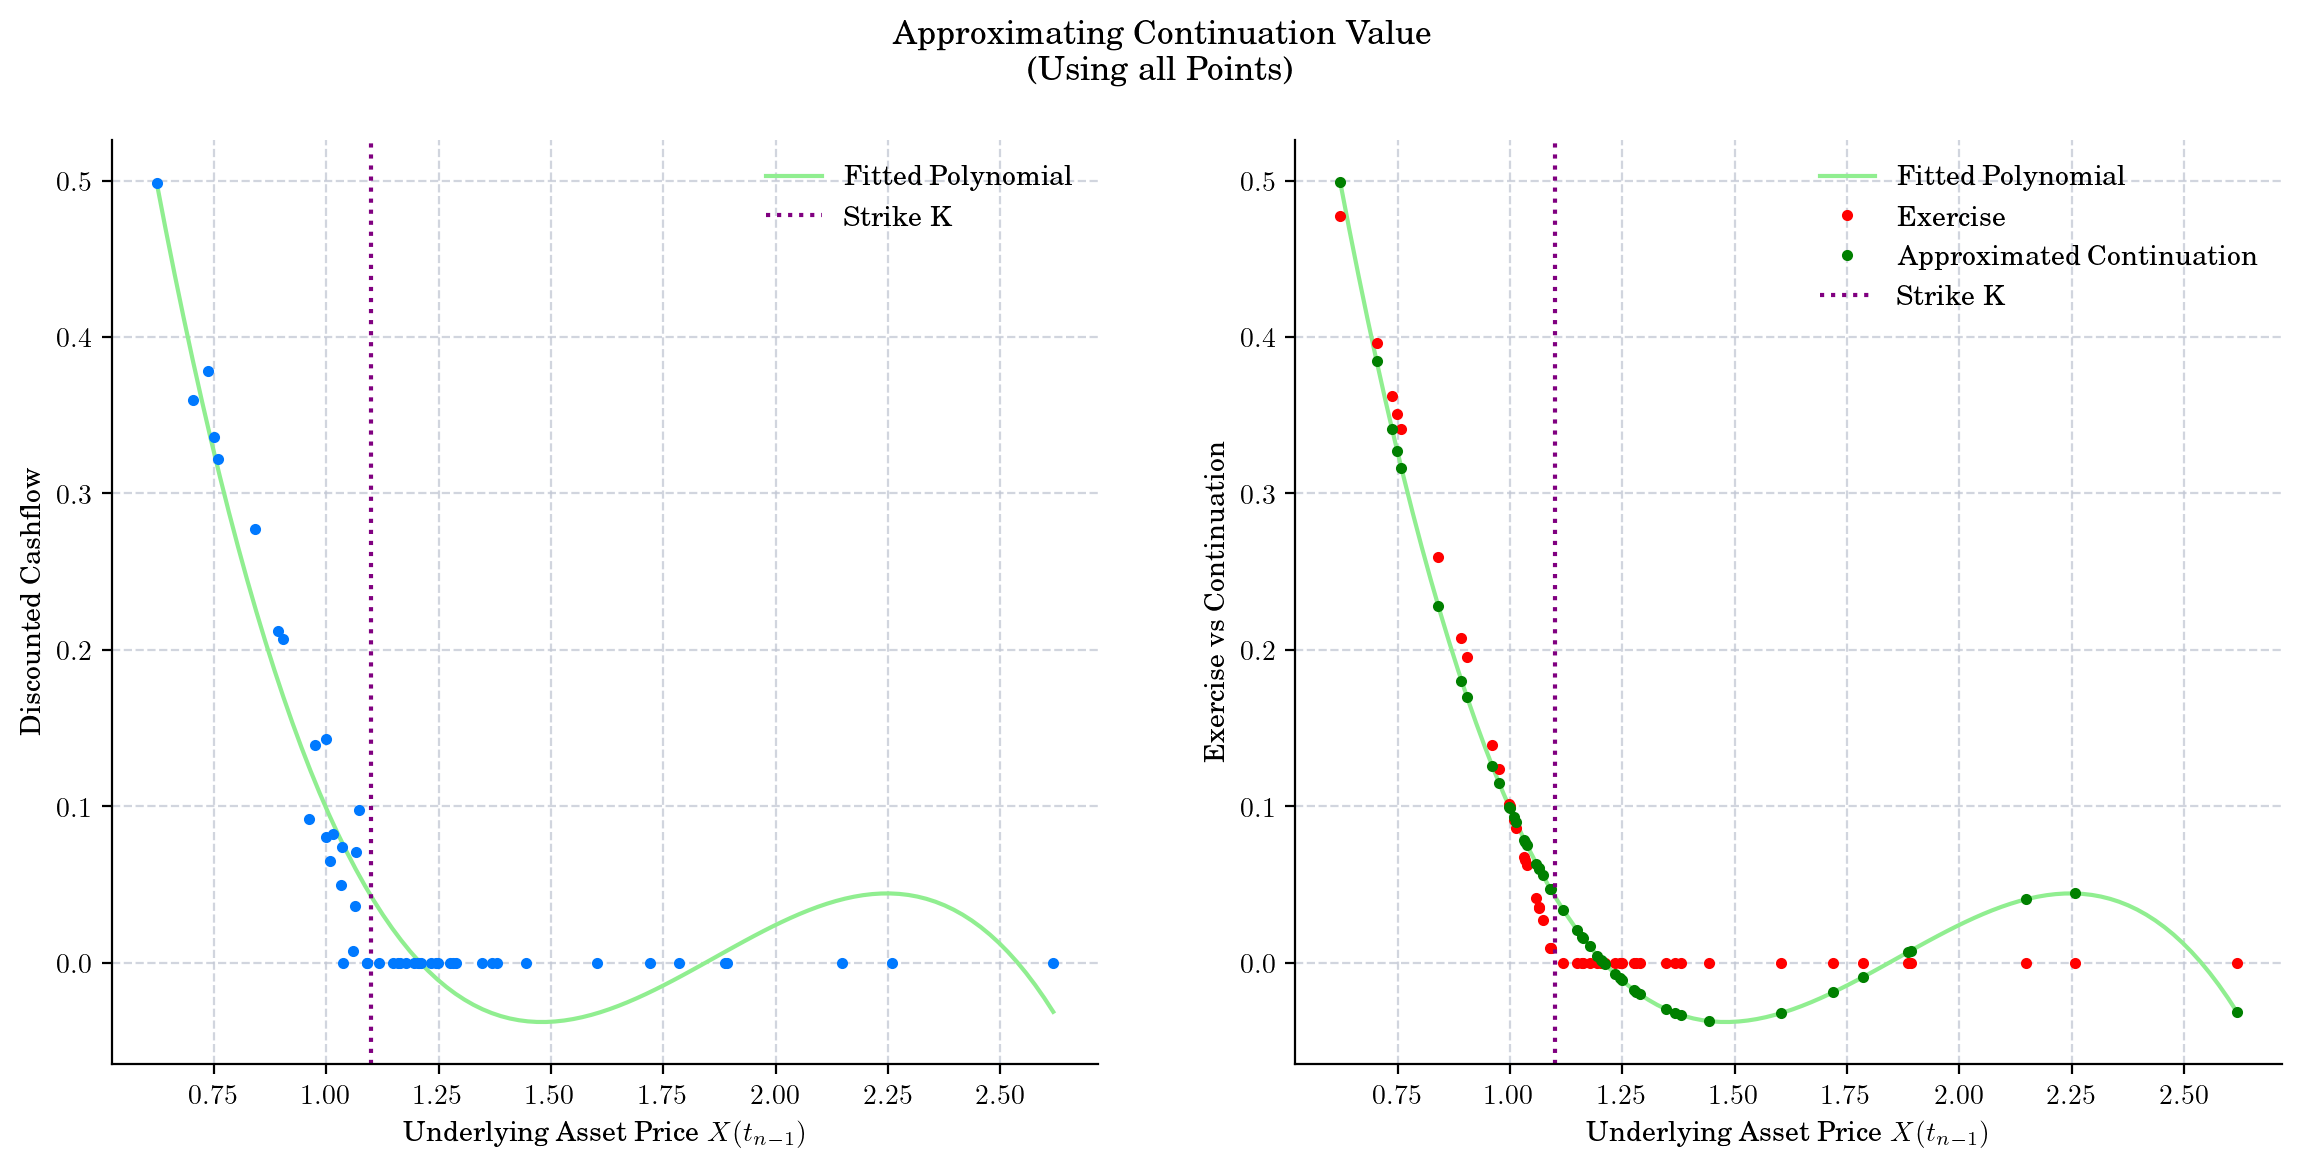 Approximating Continuation Value
(Using all Points)
Discounted Cashflow
0.5
0.4
0.3
0.2
0.1
0.0
Fitted Polynomial
Strike K
0.75 1.00 1.25 1.50 1.75 2.00 2.25 2.50
Underlying Asset Price X(tₙ₋₁)
Exercise vs Continuation
0.5
0.4
0.3
0.2
0.1
0.0
Fitted Polynomial
Exercise
Approximated Continuation
Strike K
0.75 1.00 1.25 1.50 1.75 2.00 2.25 2.50
Underlying Asset Price X(tₙ₋₁)